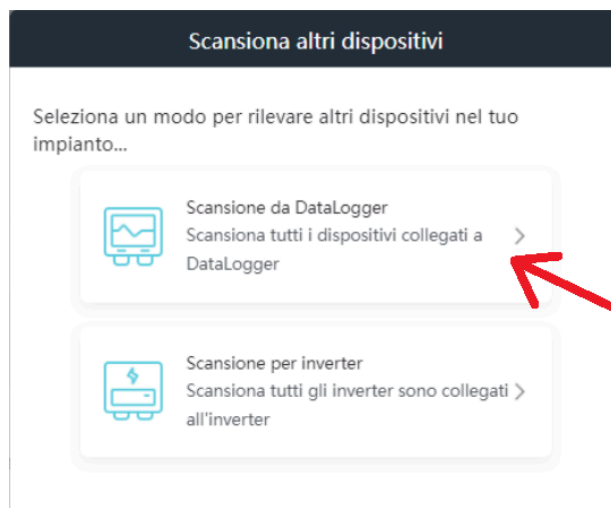 Scansiona altri dispositivi
Seleziona un modo per rilevare altri dispositivi nel tuo
impianto...
Scansione da DataLogger
Scansiona tutti i dispositivi collegati a
DataLogger
Scansione per inverter
Scansiona tutti gli inverter sono collegati
all'inverter